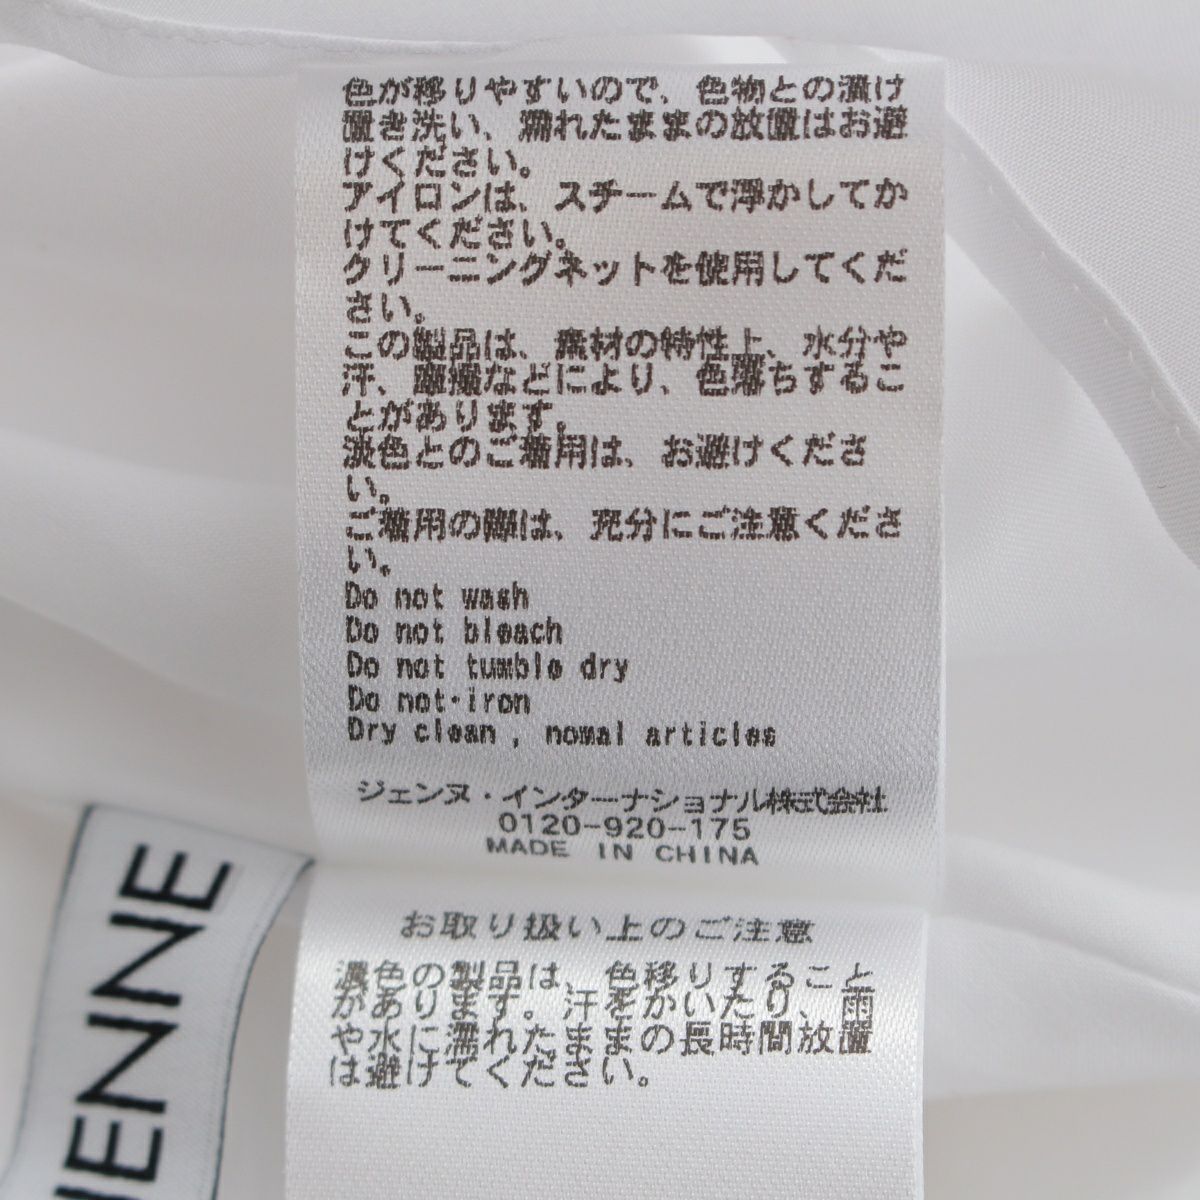 色が移りやすいので、色物との漬け
置き洗い、濡れたままの放置はお避
けください。
アイロンは、スチームで浮かしてか
けてください。
クリーニングネットを使用してくだ
さい。
この製品は、素材の特性上、水分や
汗、摩擦などにより、色落ちするこ
とがあります。
淡色とのご着用は、お避けくださ
い。
ご着用の際は、充分にご注意くださ
い。
Do not wash
Do not bleach
Do not tumble dry
Do not・iron
Dry clean , nomal articles
ジェンヌ・インターナショナル株式会社
0120-920-175
MADE IN CHINA
お取り扱い上のご注意
濃色の製品は、色移りすること
があります。汗をかいたり、雨
や水に濡れたままの長時間放置
は避けてください。
ENNE